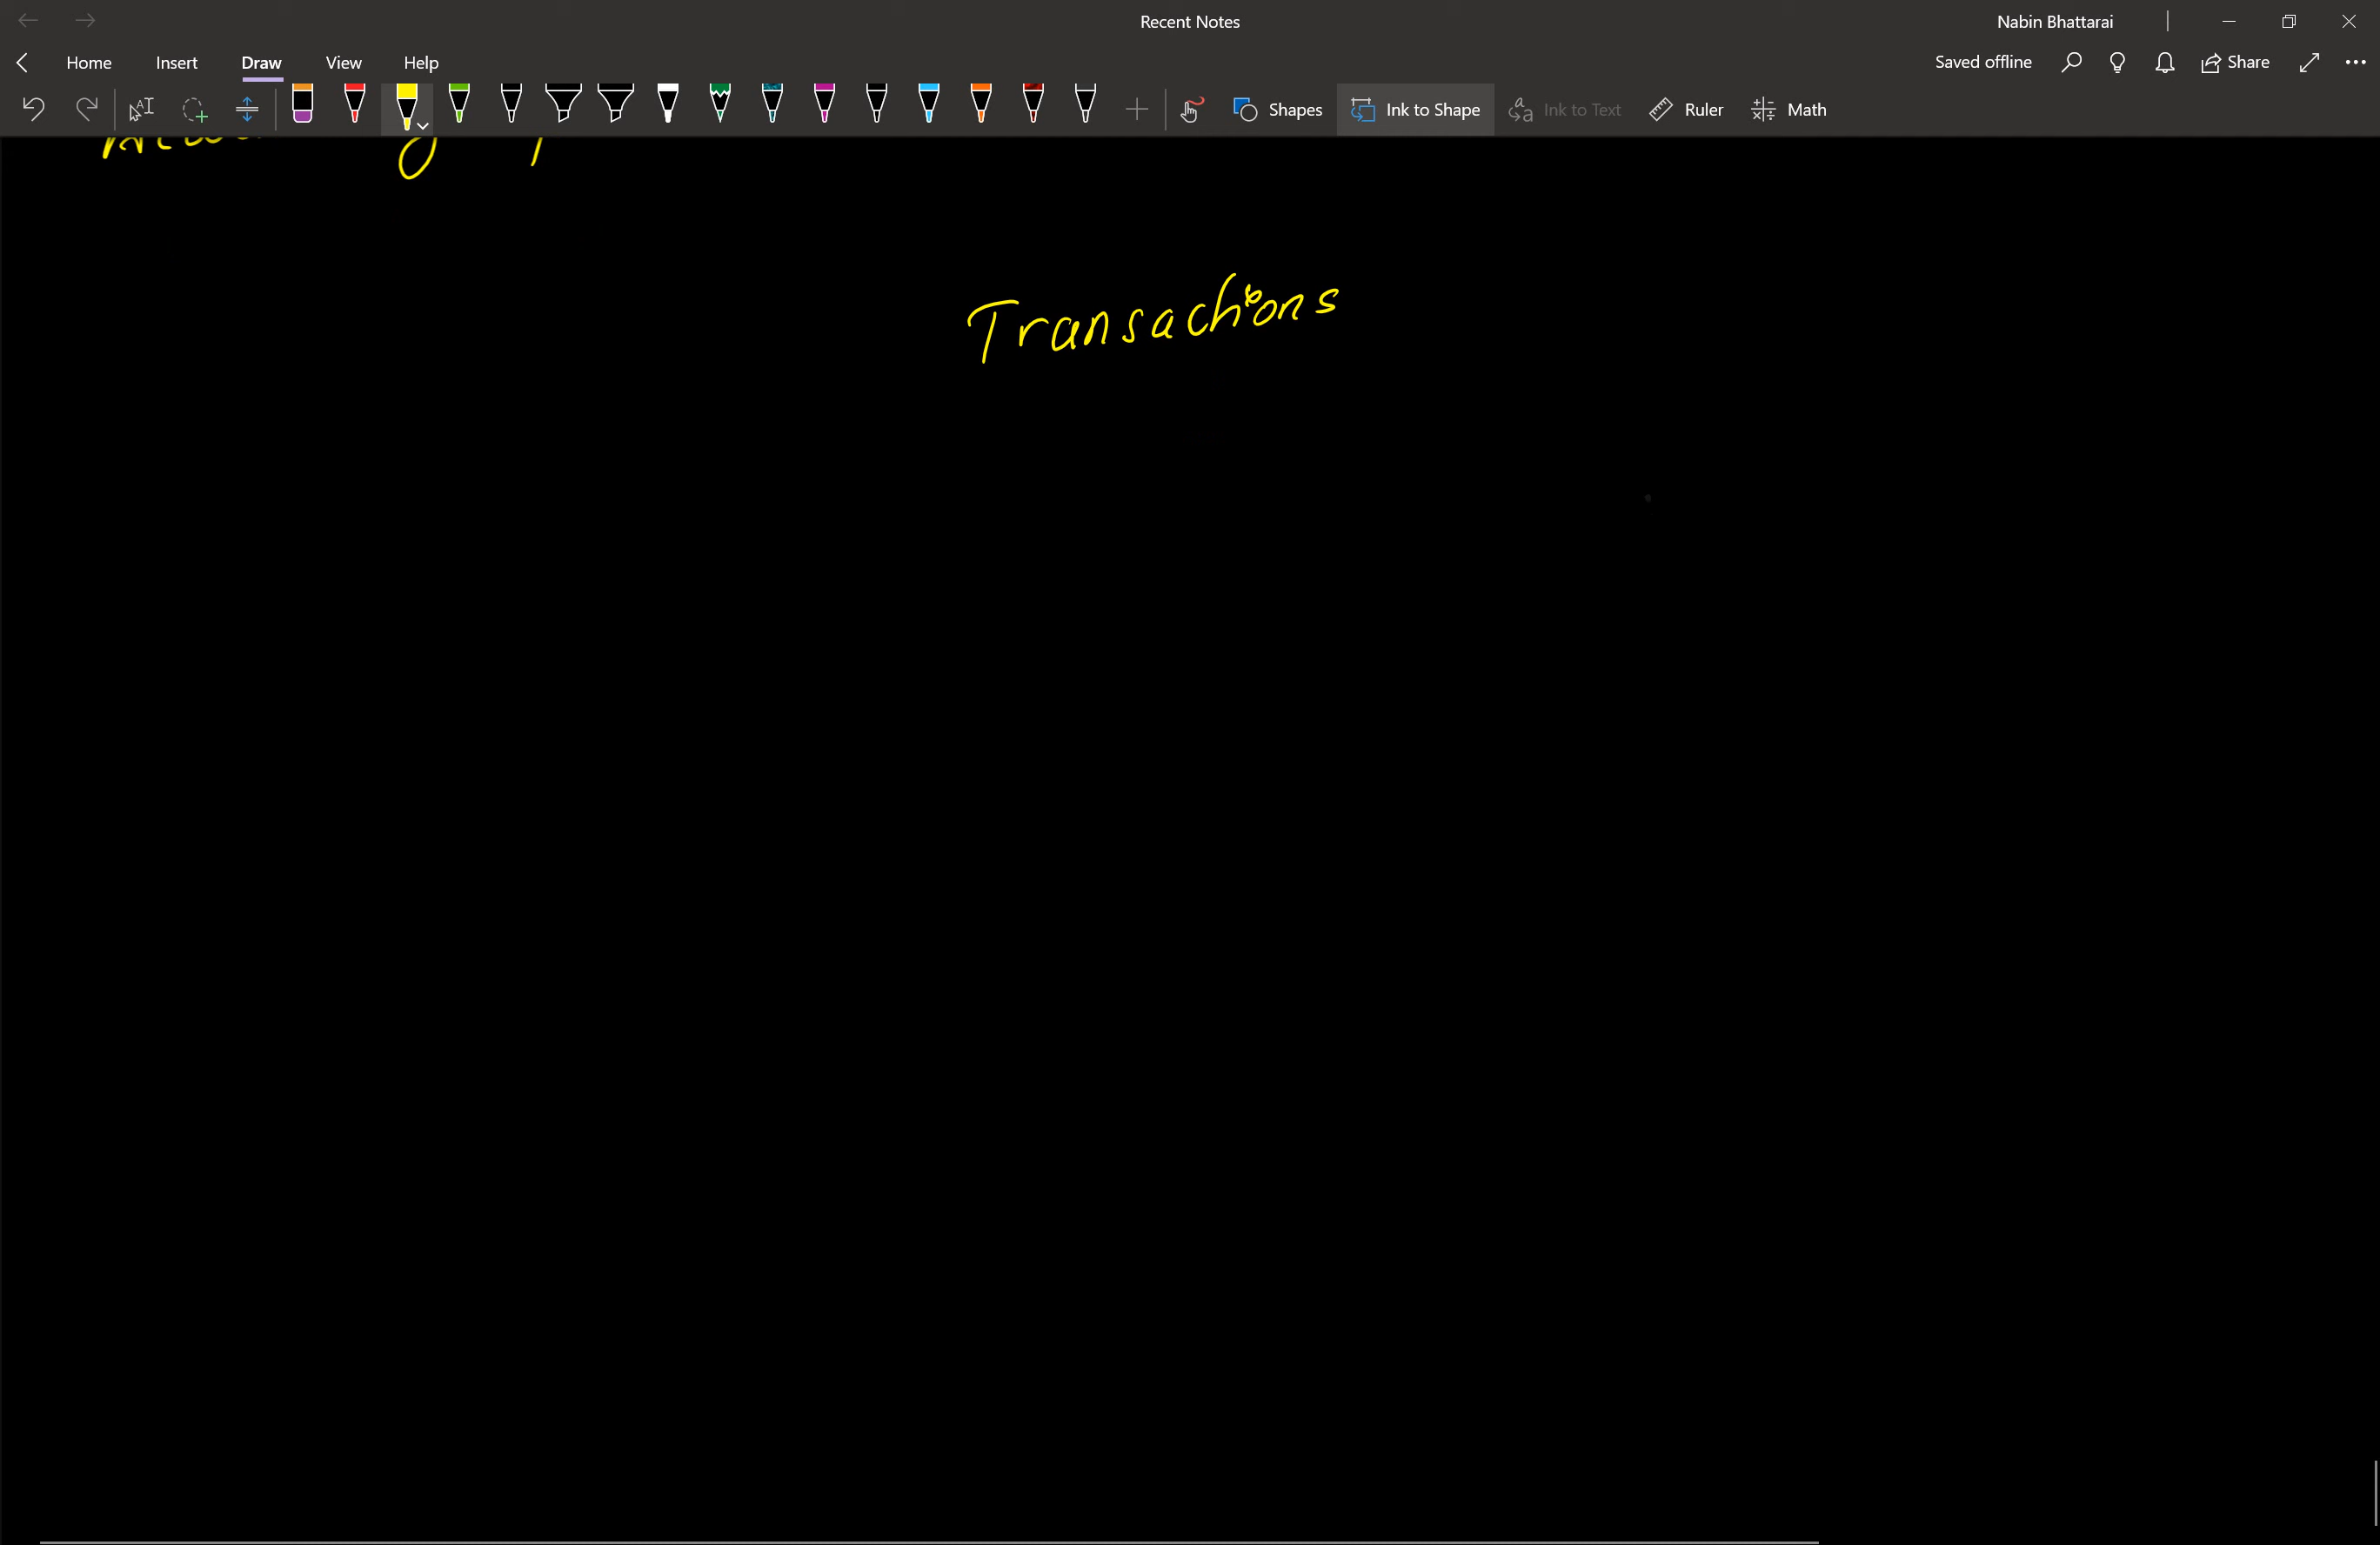 Recent Notes
Nabin Bhattarai
Home Insert Draw View Help
Saved offline
Share
Shapes
Ink to Shape
Ink to Text
Ruler
Math
Transactions